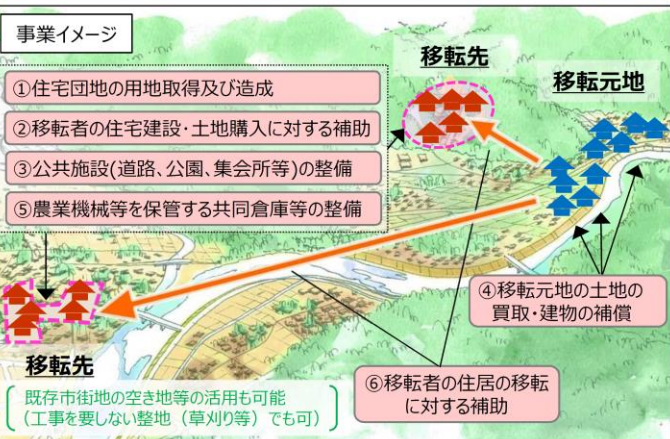 事業イメージ
①住宅団地の用地取得及び造成
②移転者の住宅建設･土地購入に対する補助
③公共施設(道路、公園、集会所等)の整備
⑤農業機械等を保管する共同倉庫等の整備
移転先
移転元地
④移転元地の土地の
買取･建物の補償
移転先
既存市街地の空き地等の活用も可能
（工事を要しない整地（草刈り等）でも可）
⑥移転者の住居の移転
に対する補助